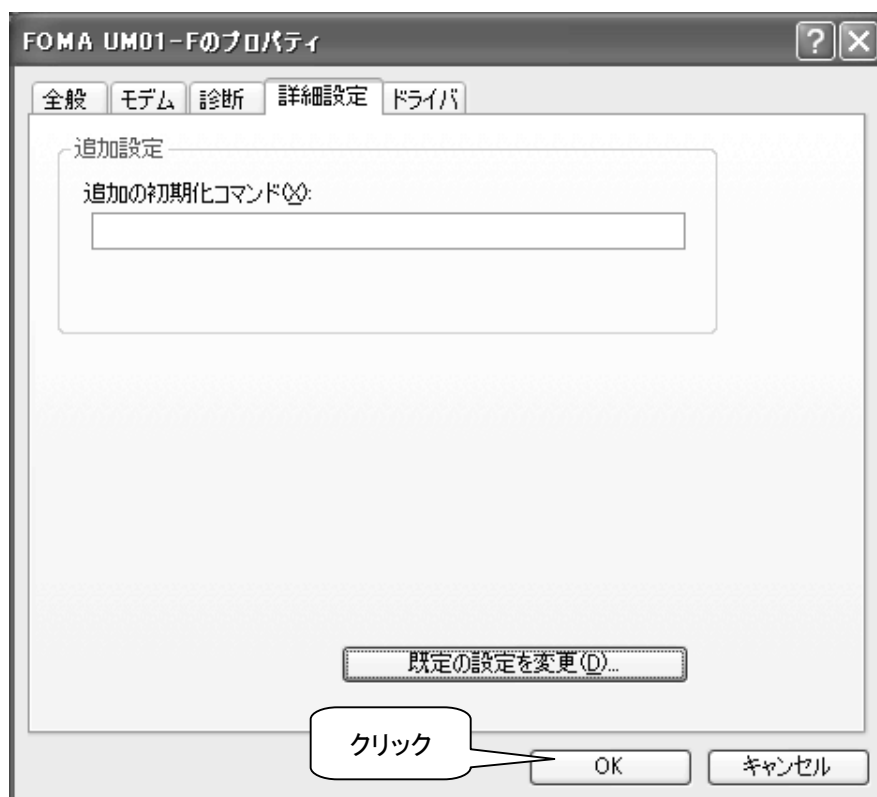 FOMA UM01-Fのプロパティ
全般 モデム 診断 詳細設定 ドライバ
追加設定
追加の初期化コマンド(X):
既定の設定を変更(D)...
クリック
OK キャンセル